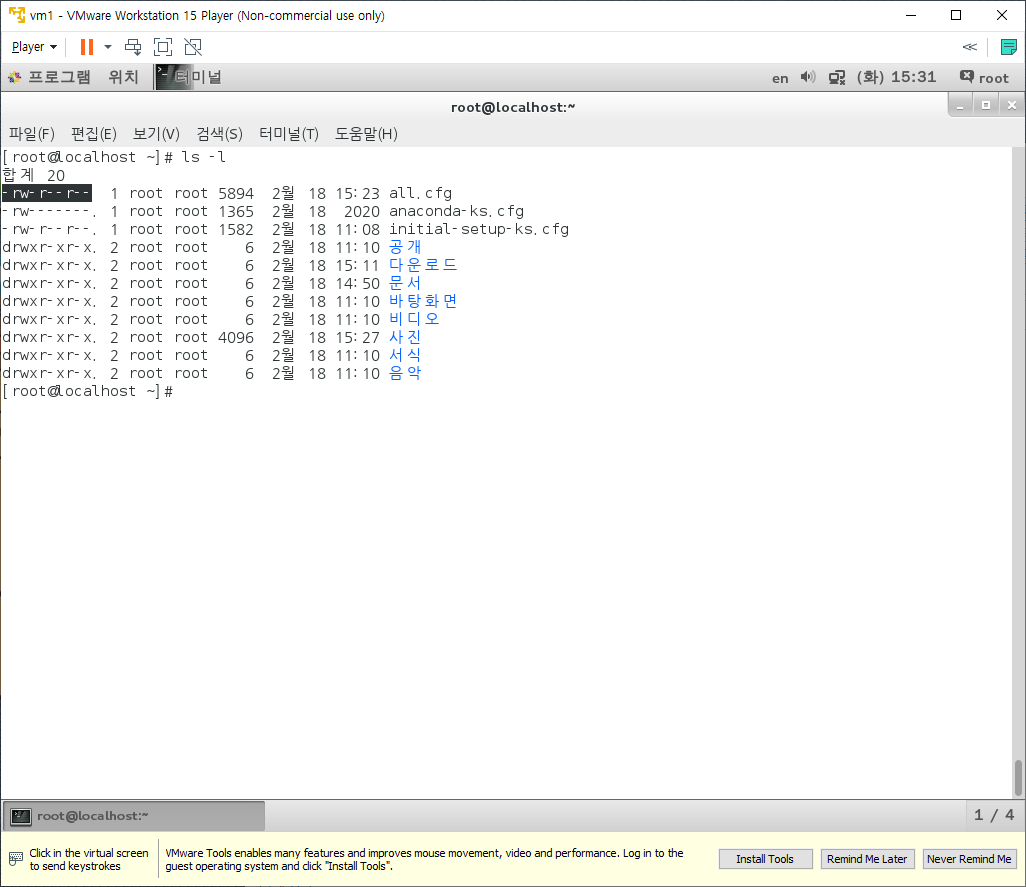 vm1 - VMware Workstation 15 Player (Non-commercial use only)
Player
프로그램 위치 터미널 en (화) 15:31 root
root@localhost:~
파일(F) 편집(E) 보기(V) 검색(S) 터미널(T) 도움말(H)
[root@localhost ~]# ls -l
합계 20
-rw-r--r--  1 root root 5894  2월  18 15:23 all.cfg
-rw-------. 1 root root 1365  2월  18  2020 anaconda-ks.cfg
-rw-r--r--. 1 root root 1582  2월  18 11:08 initial-setup-ks.cfg
drwxr-xr-x. 2 root root    6  2월  18 11:10 공개
drwxr-xr-x. 2 root root    6  2월  18 15:11 다운로드
drwxr-xr-x. 2 root root    6  2월  18 14:50 문서
drwxr-xr-x. 2 root root    6  2월  18 11:10 바탕화면
drwxr-xr-x. 2 root root    6  2월  18 11:10 비디오
drwxr-xr-x. 2 root root 4096  2월  18 15:27 사진
drwxr-xr-x. 2 root root    6  2월  18 11:10 서식
drwxr-xr-x. 2 root root    6  2월  18 11:10 음악
[root@localhost ~]#
root@localhost:~ 1 / 4
Click in the virtual screen
to send keystrokes
VMware Tools enables many features and improves mouse movement, video and performance. Log in to the
guest operating system and click "Install Tools".
Install Tools Remind Me Later Never Remind Me